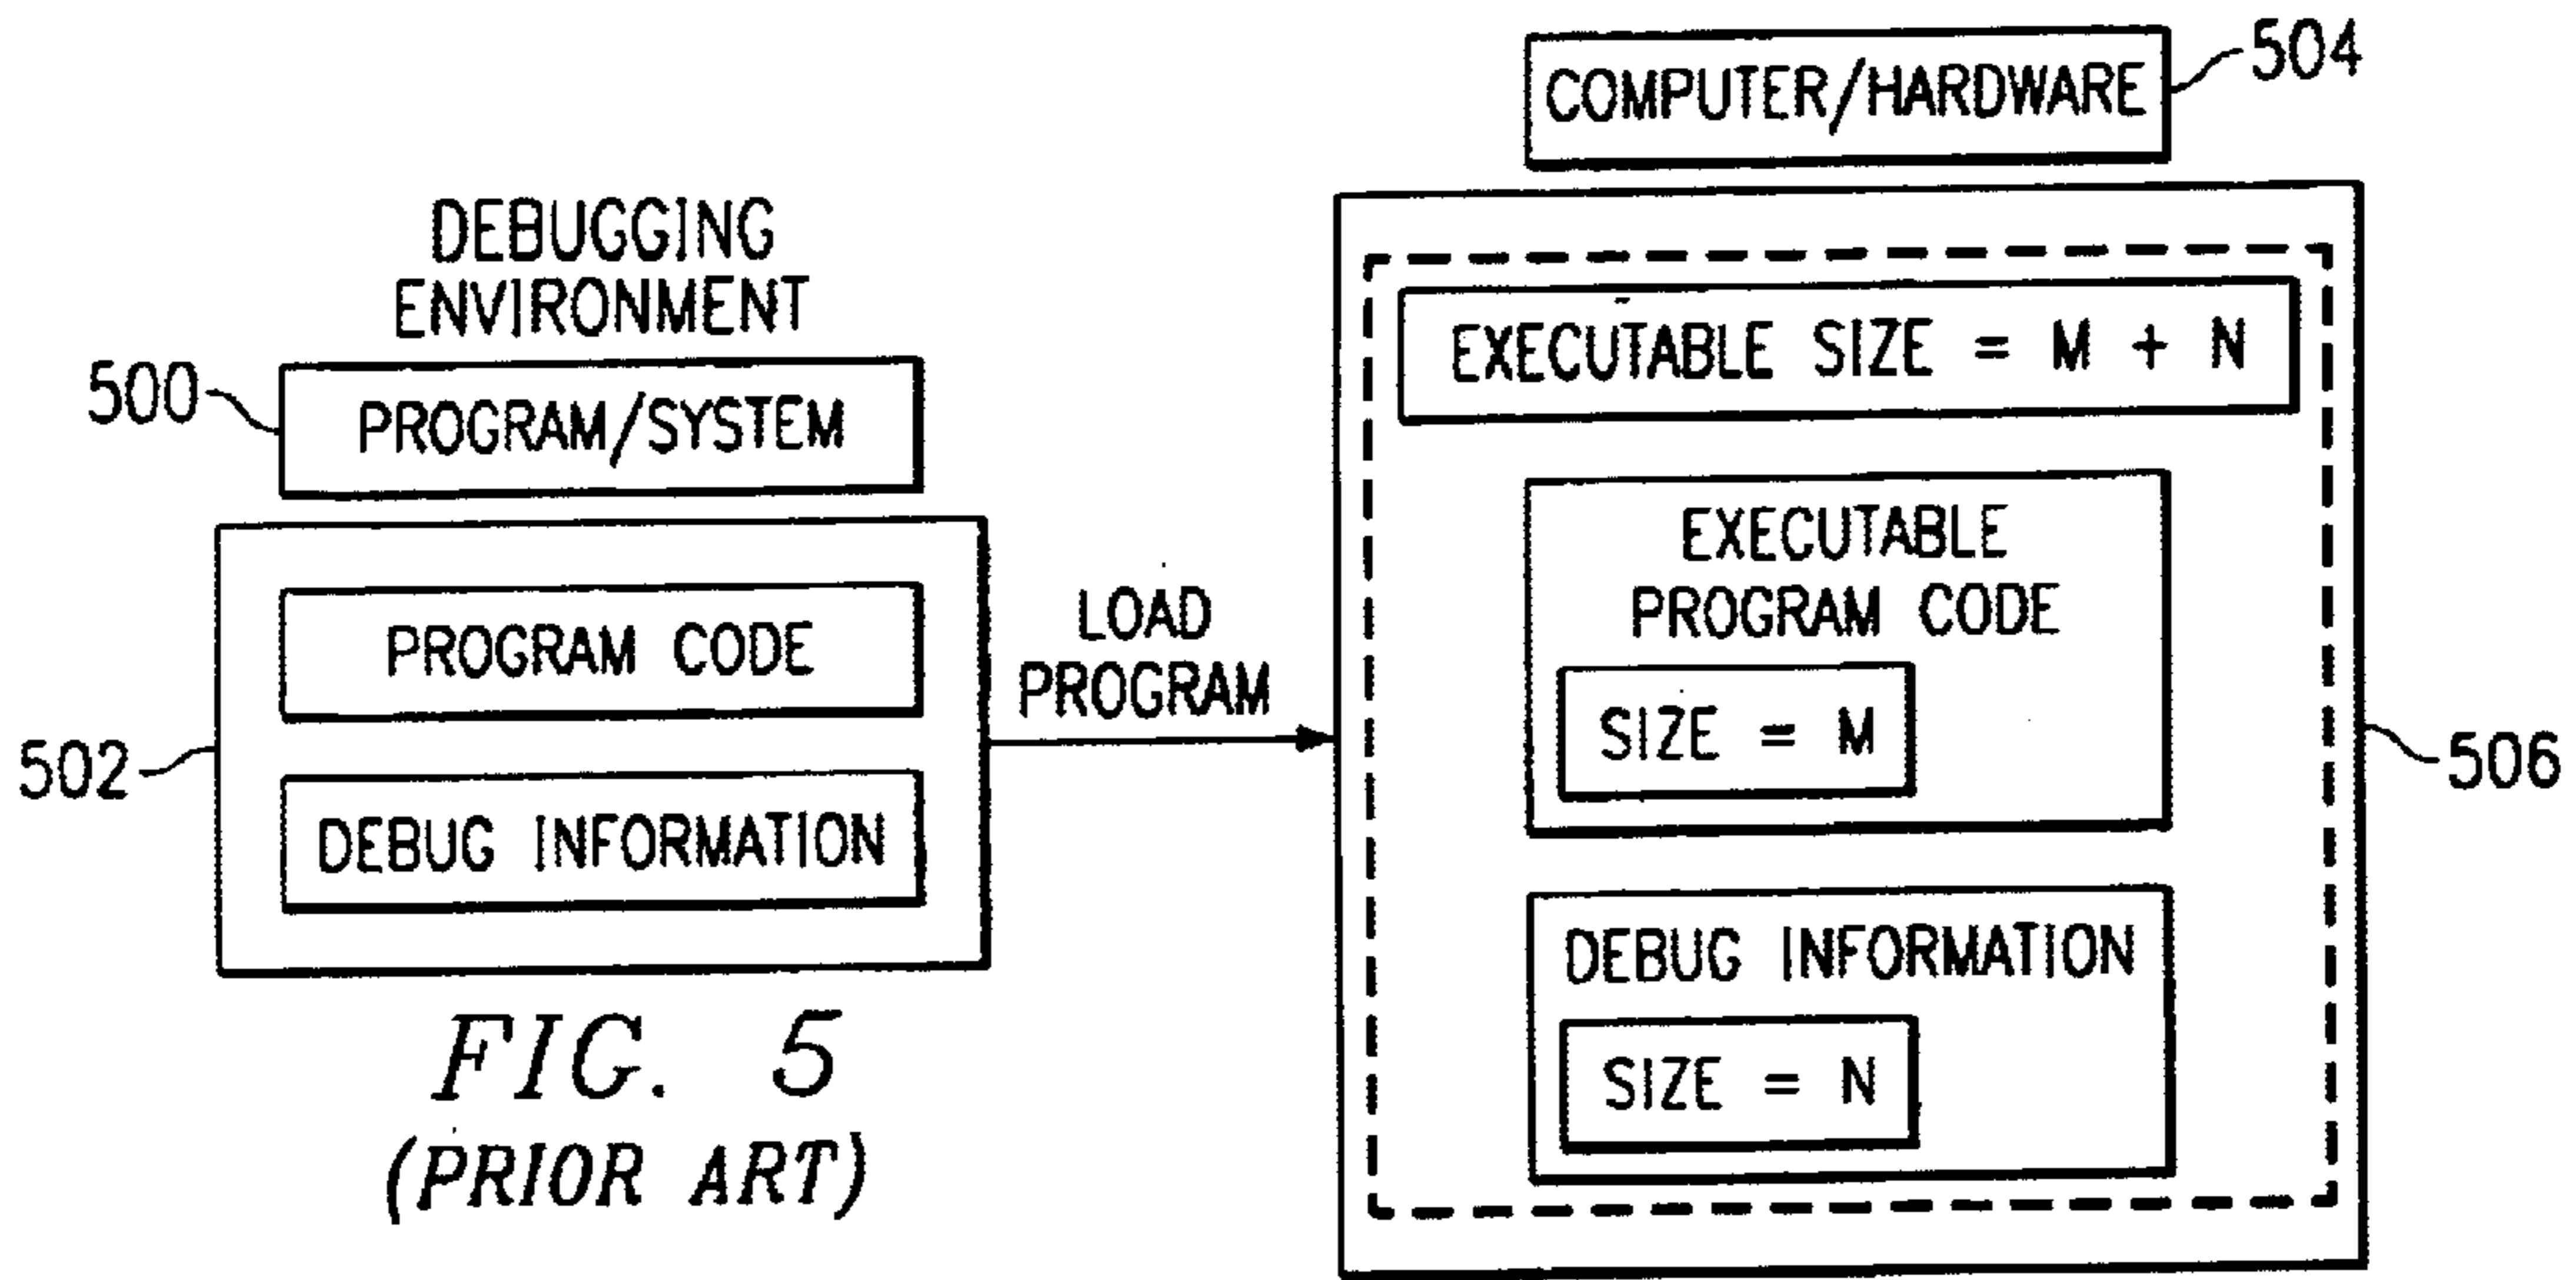 DEBUGGING
ENVIRONMENT
500
PROGRAM/SYSTEM
502
PROGRAM CODE
DEBUG INFORMATION
LOAD
PROGRAM
504
COMPUTER/HARDWARE
506
EXECUTABLE SIZE = M + N
EXECUTABLE
PROGRAM CODE
SIZE = M
DEBUG INFORMATION
SIZE = N
FIG. 5
(PRIOR ART)